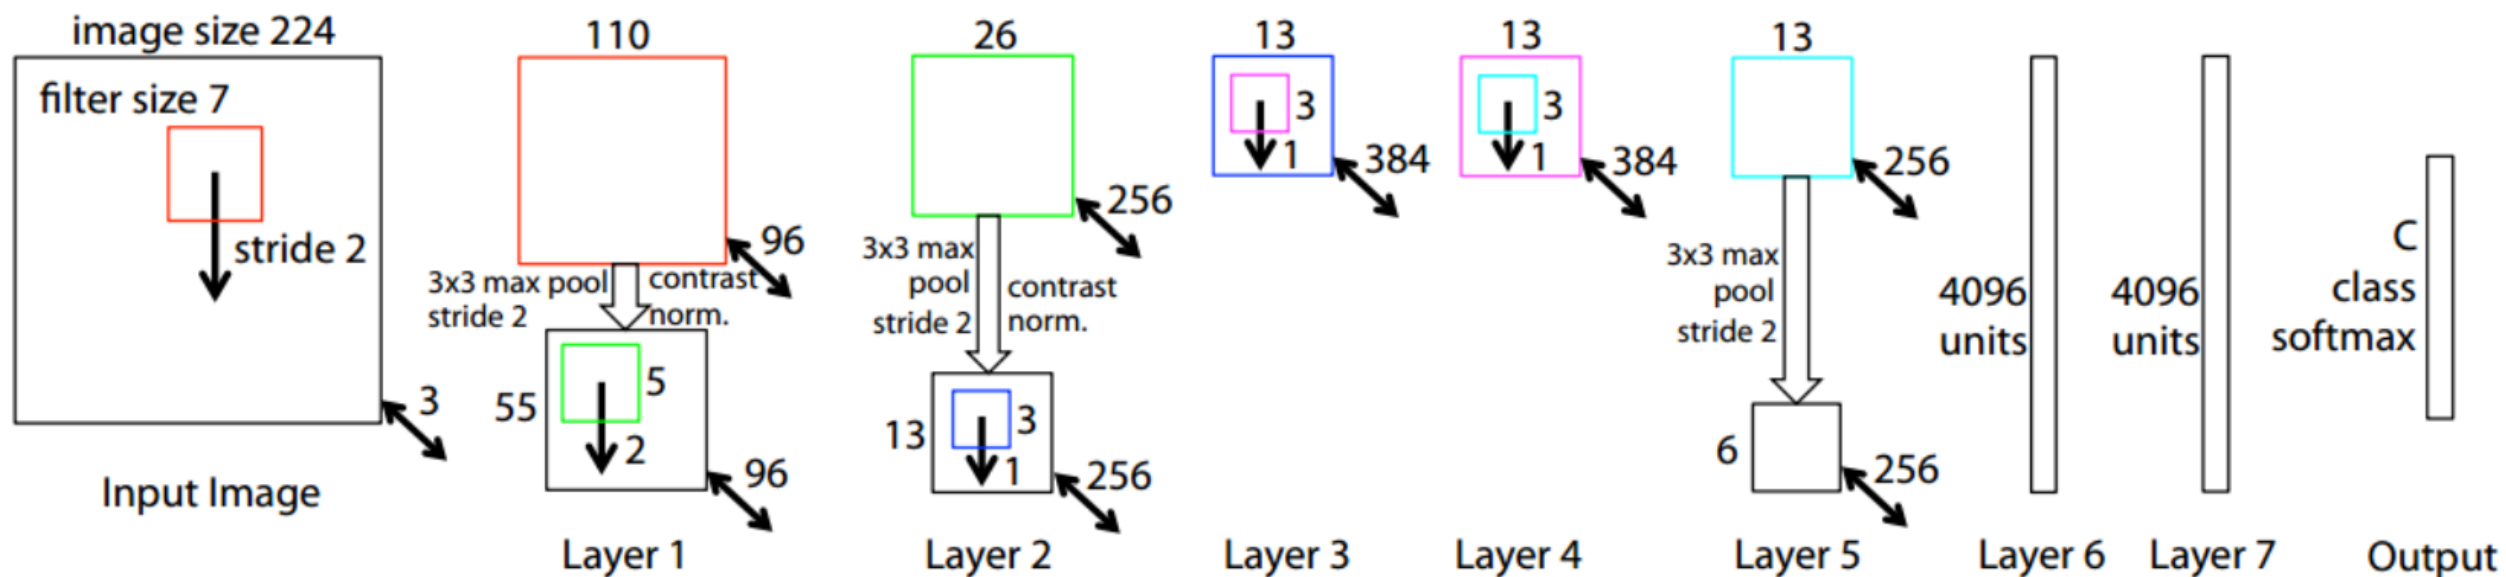 image size 224
filter size 7
stride 2
3
Input Image
110
96
3x3 max pool
stride 2
contrast
norm.
55
5
2
96
Layer 1
26
256
3x3 max
pool
stride 2
contrast
norm.
13
3
1
256
Layer 2
13
3
1
384
Layer 3
13
3
1
384
Layer 4
13
256
3x3 max
pool
stride 2
6
256
Layer 5
4096
units
Layer 6
4096
units
Layer 7
C
class
softmax
Output